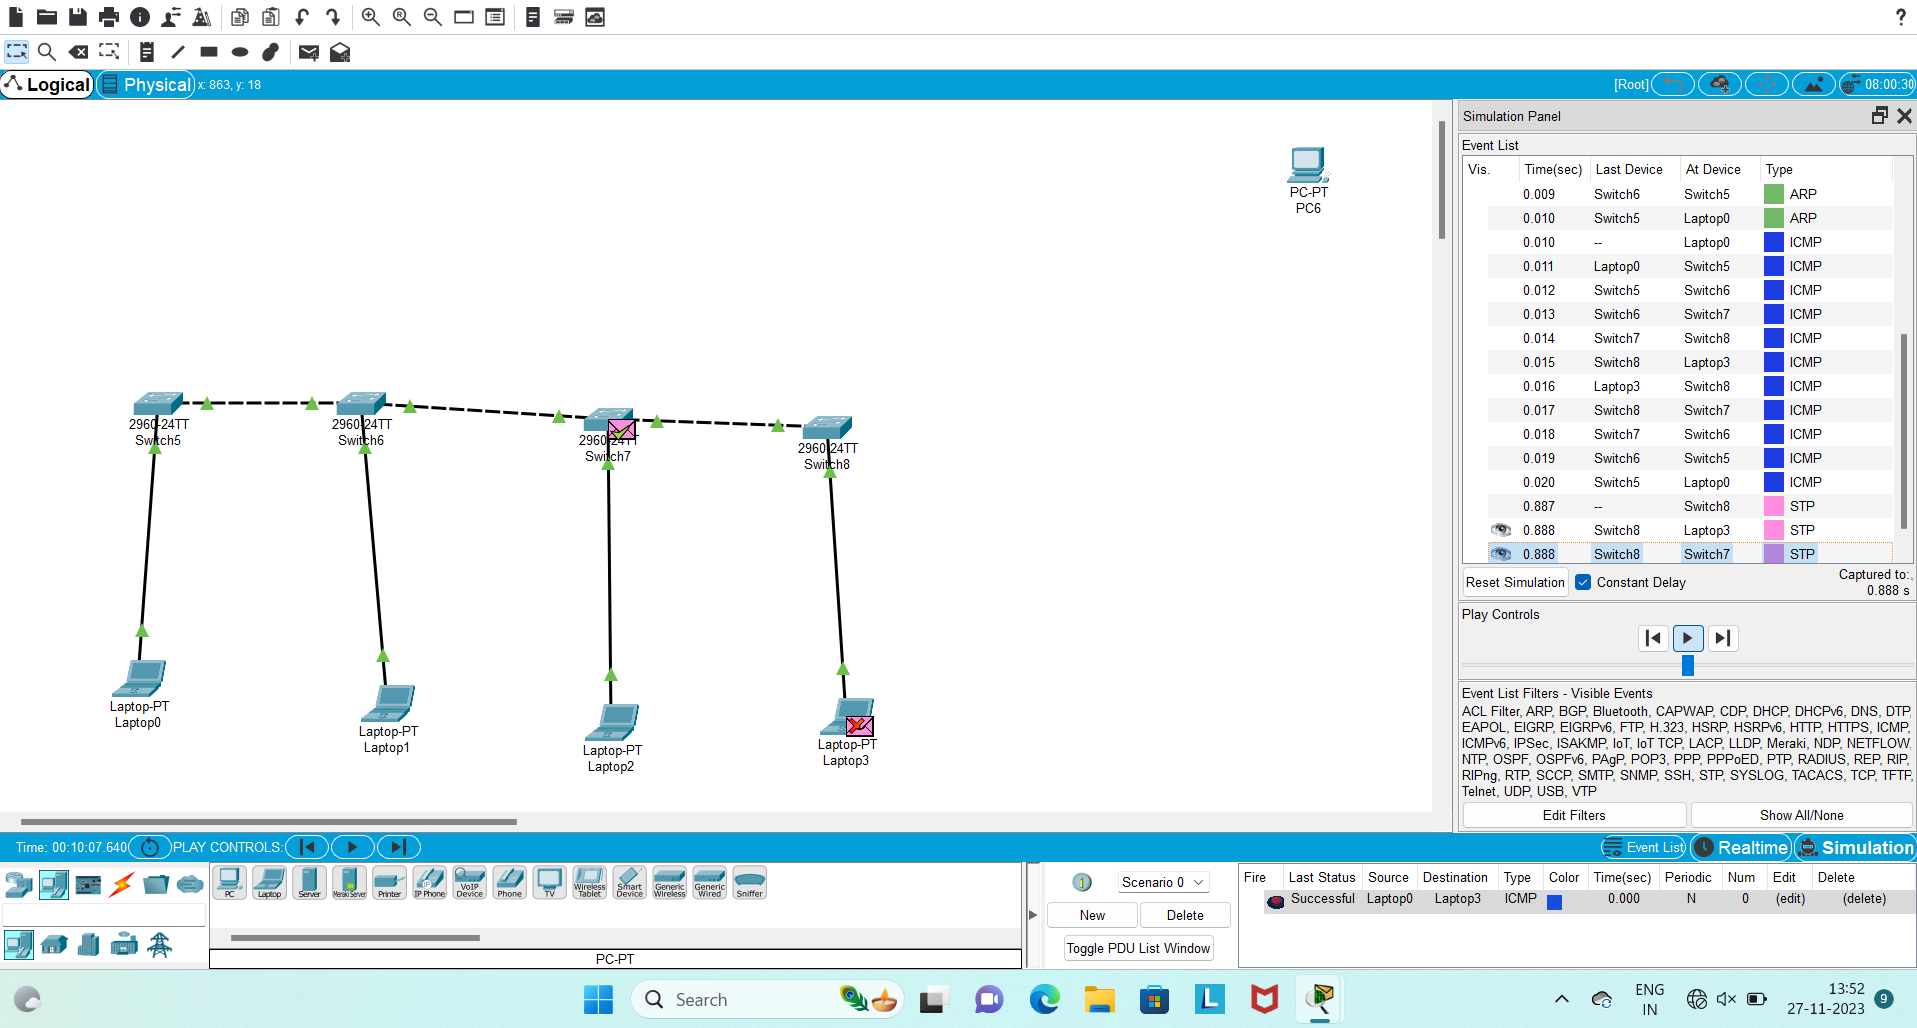 ?
Logical
Physical
x: 863, y: 18
[Root]
08:00:30
PC-PT
PC6
2960-24TT
Switch5
2960-24TT
Switch6
2960-24TT
Switch7
2960-24TT
Switch8
Laptop-PT
Laptop0
Laptop-PT
Laptop1
Laptop-PT
Laptop2
Laptop-PT
Laptop3
Simulation Panel
Event List
Vis. Time(sec) Last Device At Device Type
0.009 Switch6 Switch5 ARP
0.010 Switch5 Laptop0 ARP
0.010 -- Laptop0 ICMP
0.011 Laptop0 Switch5 ICMP
0.012 Switch5 Switch6 ICMP
0.013 Switch6 Switch7 ICMP
0.014 Switch7 Switch8 ICMP
0.015 Switch8 Laptop3 ICMP
0.016 Laptop3 Switch8 ICMP
0.017 Switch8 Switch7 ICMP
0.018 Switch7 Switch6 ICMP
0.019 Switch6 Switch5 ICMP
0.020 Switch5 Laptop0 ICMP
0.887 -- Switch8 STP
0.888 Switch8 Laptop3 STP
0.888 Switch8 Switch7 STP
Reset Simulation Constant Delay
Captured to:
0.888 s
Play Controls
Event List Filters - Visible Events
ACL Filter, ARP, BGP, Bluetooth, CAPWAP, CDP, DHCP, DHCPv6, DNS, DTP,
EAPOL, EIGRP, EIGRPv6, FTP, H.323, HSRP, HSRPv6, HTTP, HTTPS, ICMP,
ICMPv6, IPSec, ISAKMP, IoT, IoT TCP, LACP, LLDP, Meraki, NDP, NETFLOW,
NTP, OSPF, OSPFv6, PAgP, POP3, PPP, PPPoED, PTP, RADIUS, REP, RIP,
RIPng, RTP, SCCP, SMTP, SNMP, SSH, STP, SYSLOG, TACACS, TCP, TFTP,
Telnet, UDP, USB, VTP
Edit Filters
Show All/None
Time: 00:10:07.640
PLAY CONTROLS:
Event List
Realtime
Simulation
PC
Laptop
Server
Meraki Server
Printer
IP Phone
VoIP Device
Phone
TV
Wireless Tablet
Smart Device
Generic Wireless
Generic Wired
Sniffer
PC-PT
Scenario 0
New
Delete
Toggle PDU List Window
Fire Last Status Source Destination Type Color Time(sec) Periodic Num Edit Delete
Successful Laptop0 Laptop3 ICMP 0.000 N 0 (edit) (delete)
Search
ENG
IN
13:52
27-11-2023
9